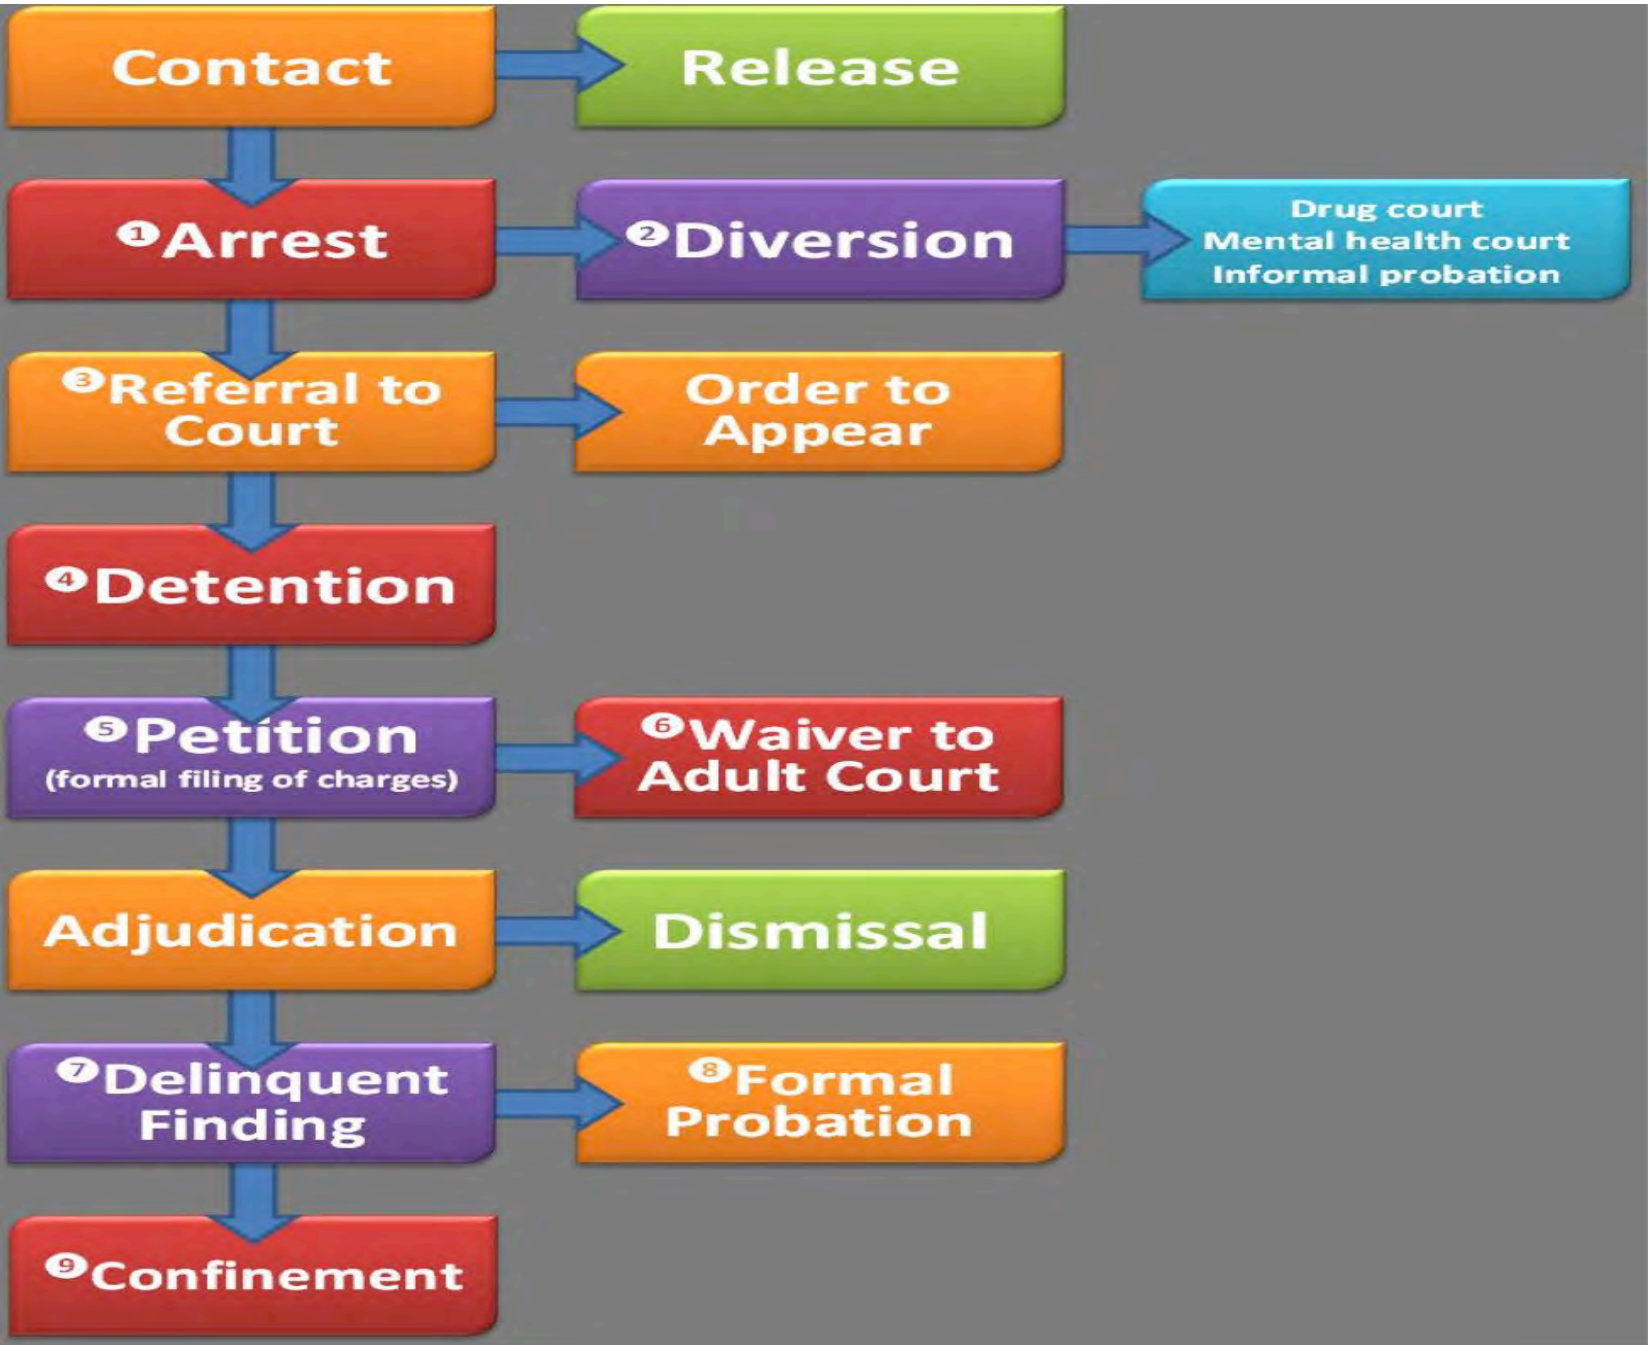 Contact
Release
❶Arrest
❷Diversion
Drug court
Mental health court
Informal probation
❸Referral to
Court
Order to
Appear
❹Detention
❺Petition
(formal filing of charges)
❻Waiver to
Adult Court
Adjudication
Dismissal
❼Delinquent
Finding
❽Formal
Probation
❾Confinement